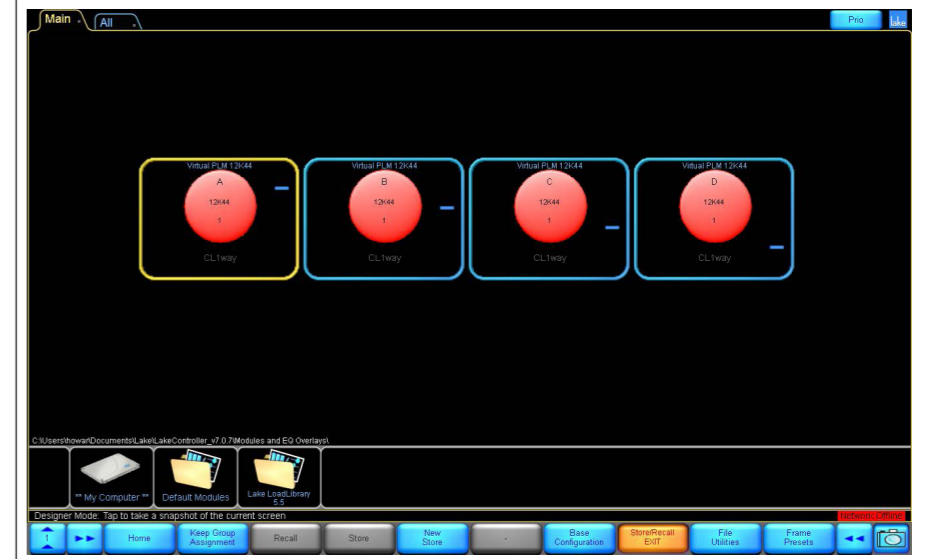 Main
All
Prio
lake
Virtual PLM 12K44
A
12K44
1
CL1way
Virtual PLM 12K44
B
12K44
1
CL1way
Virtual PLM 12K44
C
12K44
1
CL1way
Virtual PLM 12K44
D
12K44
1
CL1way
C:\Users\howar\Documents\Lake\LakeController_v7.0.7\Modules and EQ Overlays\
** My Computer **
Default Modules
Lake LoadLibrary
5.5
Designer Mode: Tap to take a snapshot of the current screen
Network Offline
1
Home
Keep Group
Assignment
Recall
Store
New
Store
.
Base
Configuration
Store/Recall
EXIT
File
Utilities
Frame
Presets